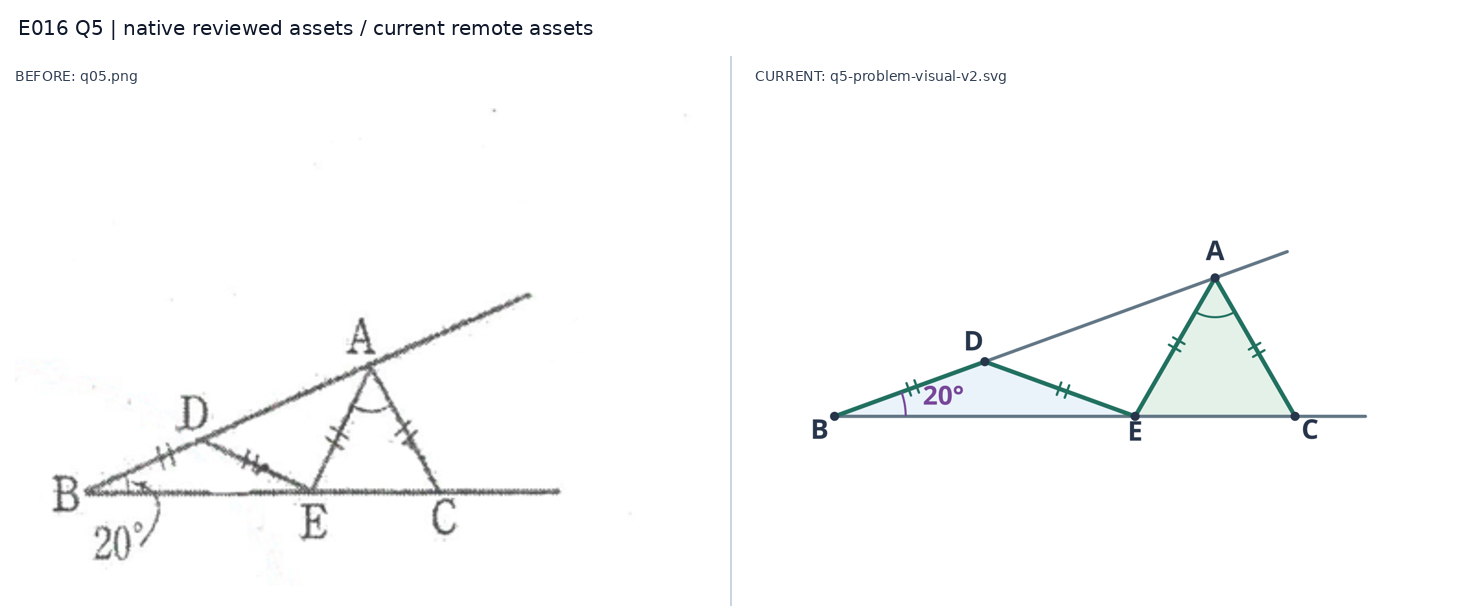 E016 Q5 | native reviewed assets / current remote assets
BEFORE: q05.png
A
D
B
20°
E
C
CURRENT: q5-problem-visual-v2.svg
A
D
20°
B
E
C